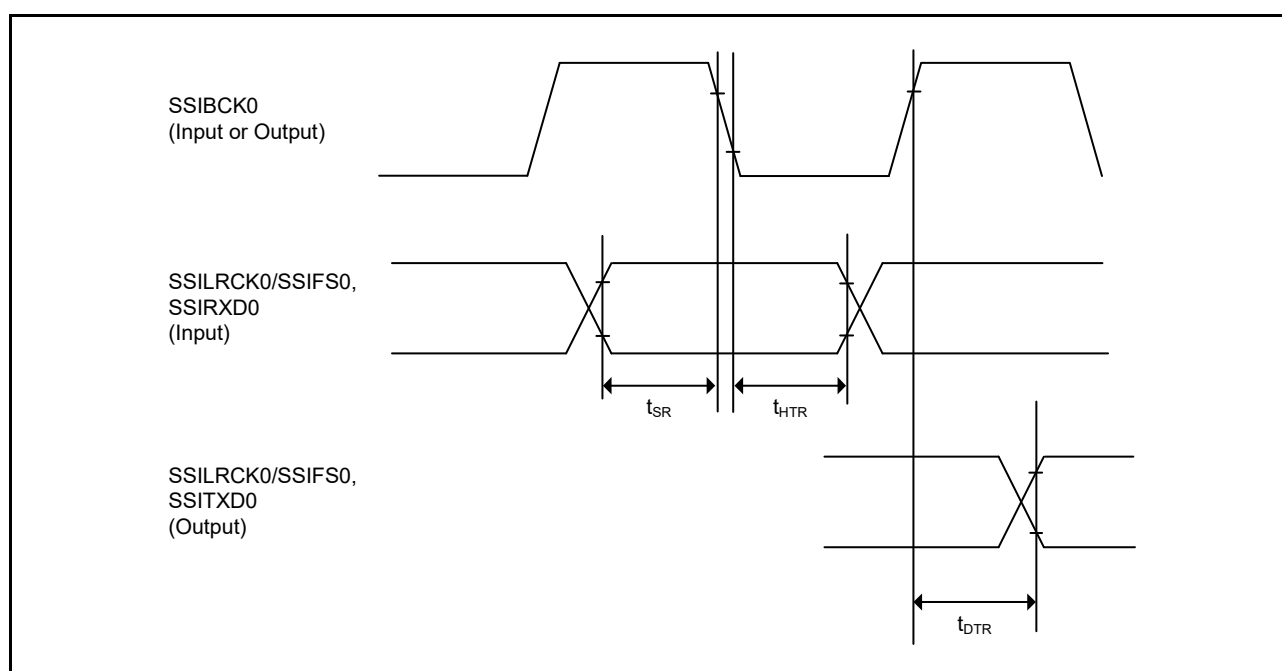 SSIBCK0
(Input or Output)
SSILRCK0/SSIFS0,
SSIRXD0
(Input)
tSR
tHTR
SSILRCK0/SSIFS0,
SSITXD0
(Output)
tDTR